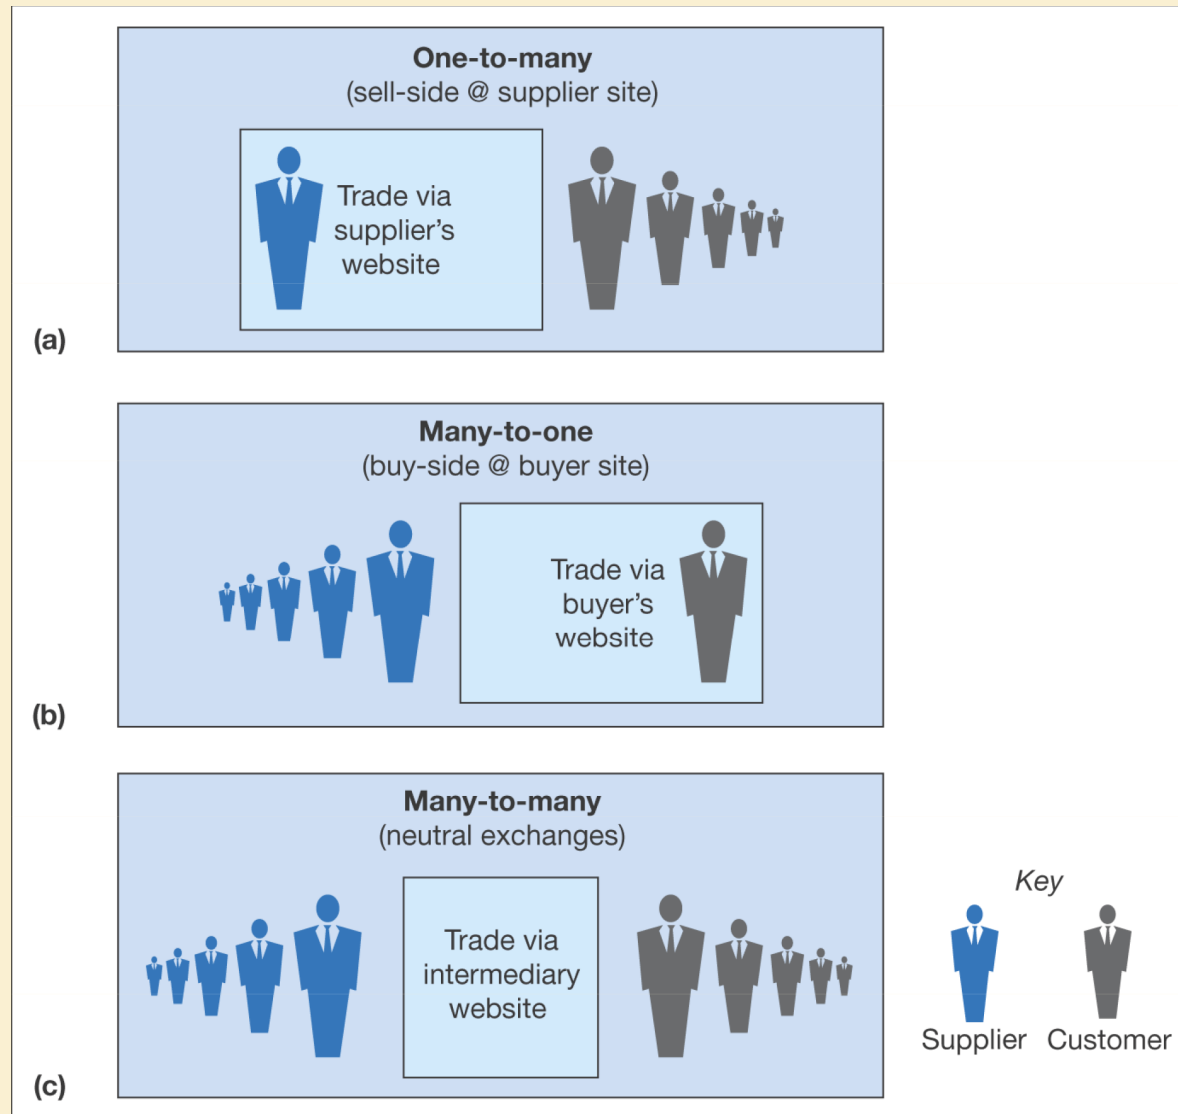 One-to-many
(sell-side @ supplier site)
Trade via
supplier's
website
(a)
Many-to-one
(buy-side @ buyer site)
Trade via
buyer's
website
(b)
Many-to-many
(neutral exchanges)
Trade via
intermediary
website
(c)
Key
Supplier
Customer